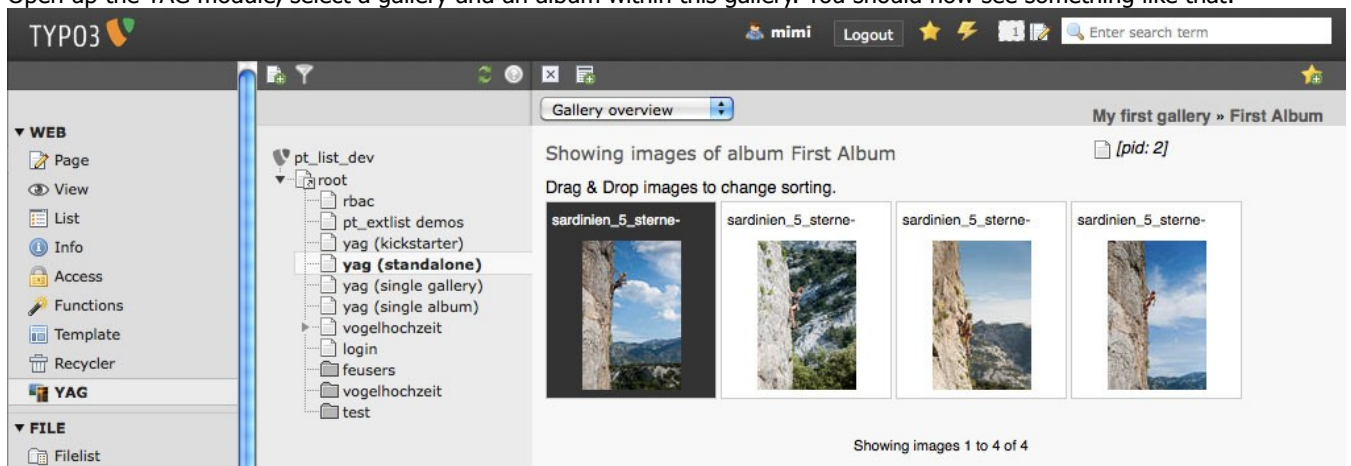 Open up the YAG module, select a gallery and an album within this gallery. You should now see something like that:
TYPO3
mimi
Logout
1
Enter search term
Gallery overview
My first gallery » First Album
[pid: 2]
WEB
Page
View
List
Info
Access
Functions
Template
Recycler
YAG
FILE
Filelist
pt_list_dev
root
rbac
pt_extlist demos
yag (kickstarter)
yag (standalone)
yag (single gallery)
yag (single album)
vogelhochzeit
login
feusers
vogelhochzeit
test
Showing images of album First Album
Drag & Drop images to change sorting.
sardinien_5_sterne- sardinien_5_sterne- sardinien_5_sterne- sardinien_5_sterne-
Showing images 1 to 4 of 4